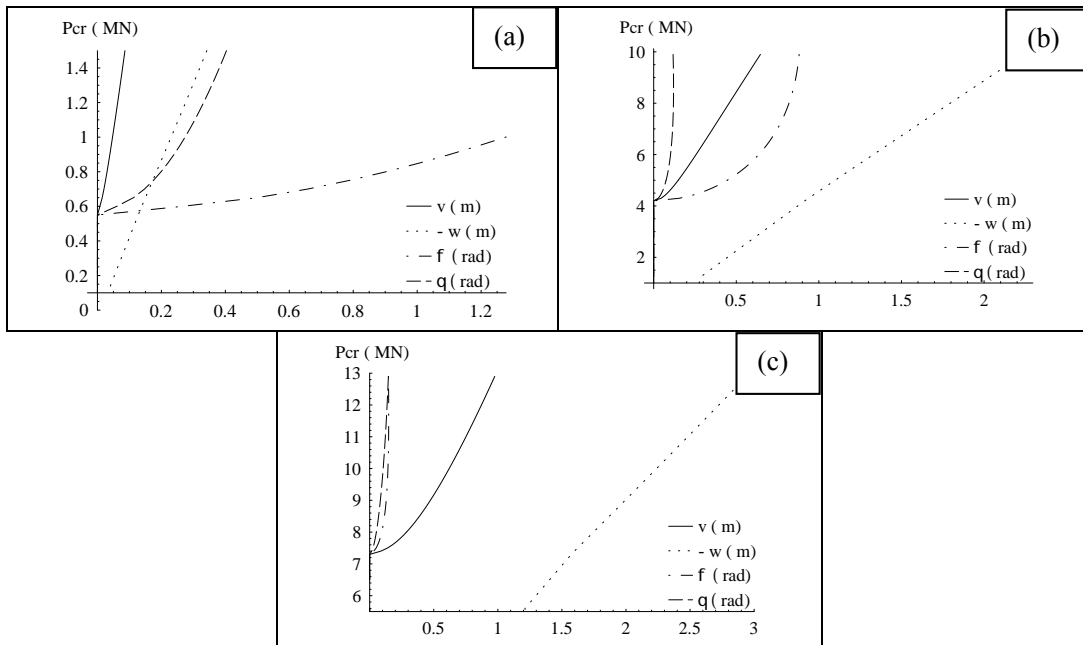 Pcr ( MN)
(a)
1.4
1.2
1
0.8
0.6
0.4
0.2
0
0.2 0.4 0.6 0.8 1 1.2
v ( m)
- w ( m)
f ( rad)
q ( rad)
Pcr ( MN)
(b)
10
8
6
4
2
0.5 1 1.5 2
v ( m)
- w ( m)
f ( rad)
q ( rad)
Pcr ( MN)
(c)
13
12
11
10
9
8
7
6
0.5 1 1.5 2 2.5 3
v ( m)
- w ( m)
f ( rad)
q ( rad)